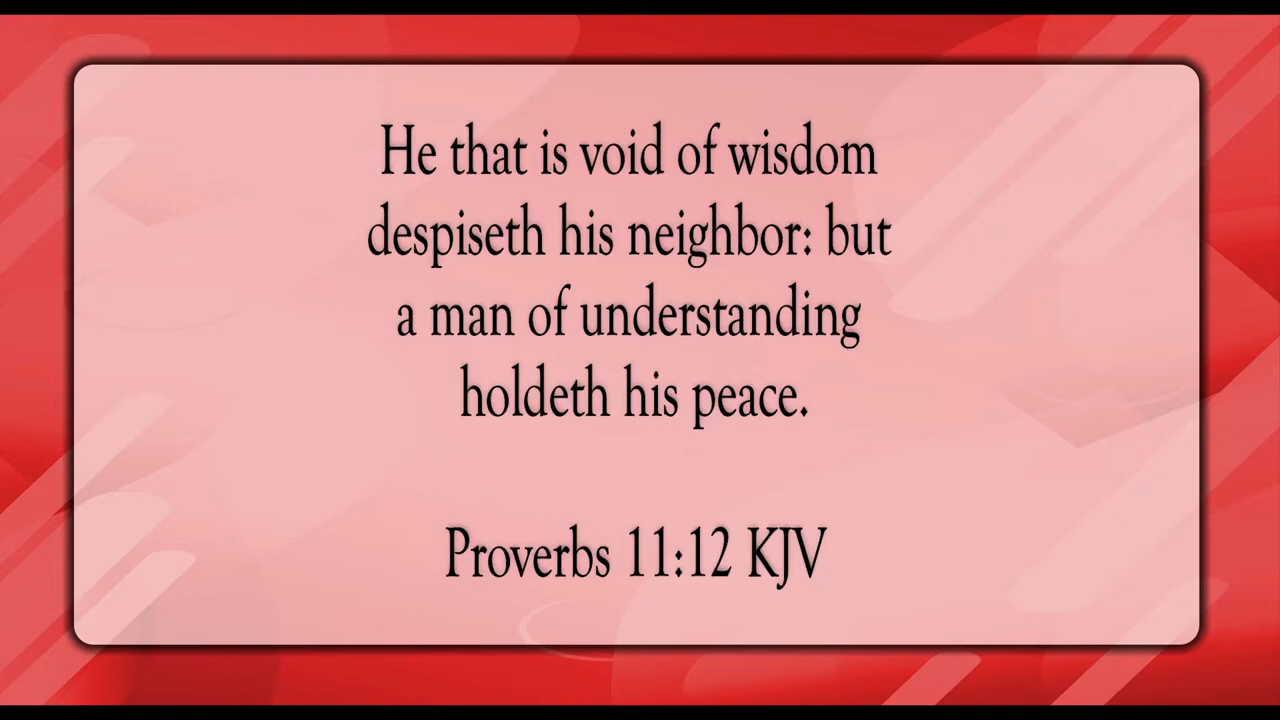 He that is void of wisdom
despiseth his neighbor: but
a man of understanding
holdeth his peace.
Proverbs 11:12 KJV